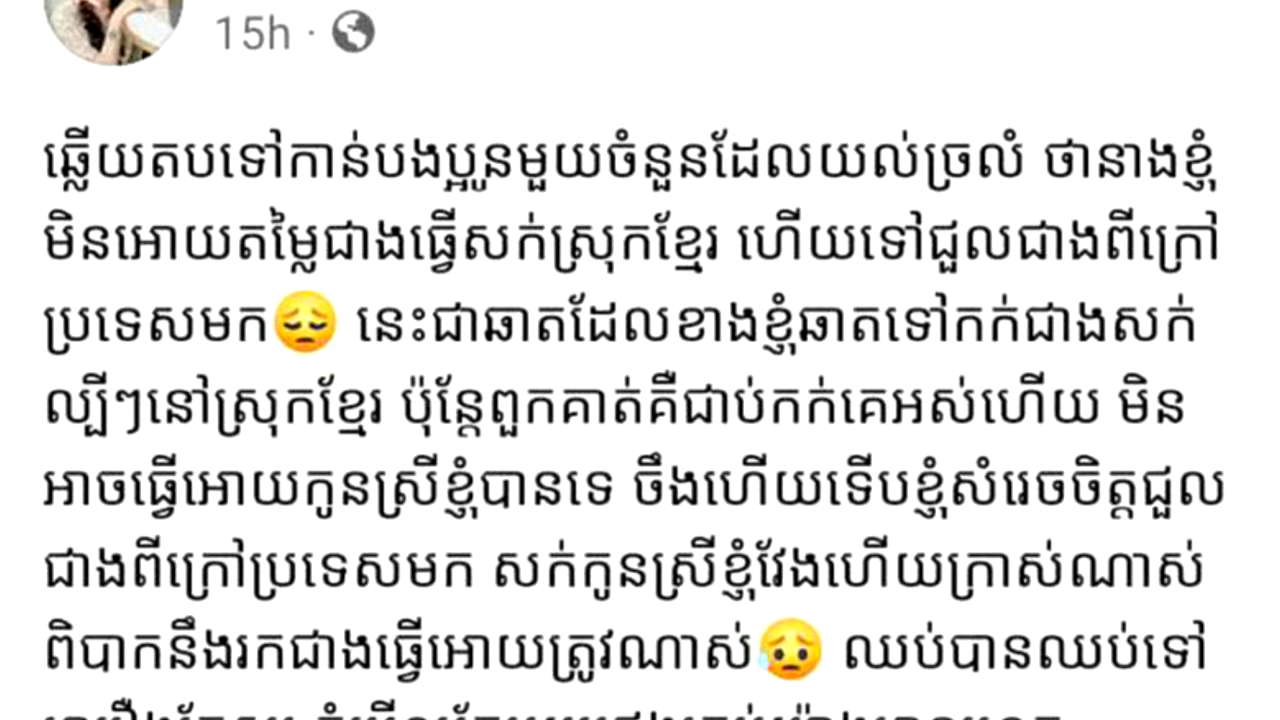 15h ·
ឆ្លើយតបទៅកាន់បងប្អូនមួយចំនួនដែលយល់ច្រលំ ថានាងខ្ញុំ
មិនអោយតម្លៃជាងធ្វើសក់ស្រុកខ្មែរ ហើយទៅជួលជាងពីក្រៅ
ប្រទេសមក😔 នេះជាឆាតដែលខាងខ្ញុំឆាតទៅកក់ជាងសក់
ល្បីៗនៅស្រុកខ្មែរ ប៉ុន្តែពួកគាត់គឺជាប់កក់គេអស់ហើយ មិន
អាចធ្វើអោយកូនស្រីខ្ញុំបានទេ ចឹងហើយទើបខ្ញុំសំរេចចិត្តជួល
ជាងពីក្រៅប្រទេសមក សក់កូនស្រីខ្ញុំវែងហើយក្រាស់ណាស់
ពិបាកនឹងរកជាងធ្វើអោយត្រូវណាស់😥 ឈប់បានឈប់ទៅ